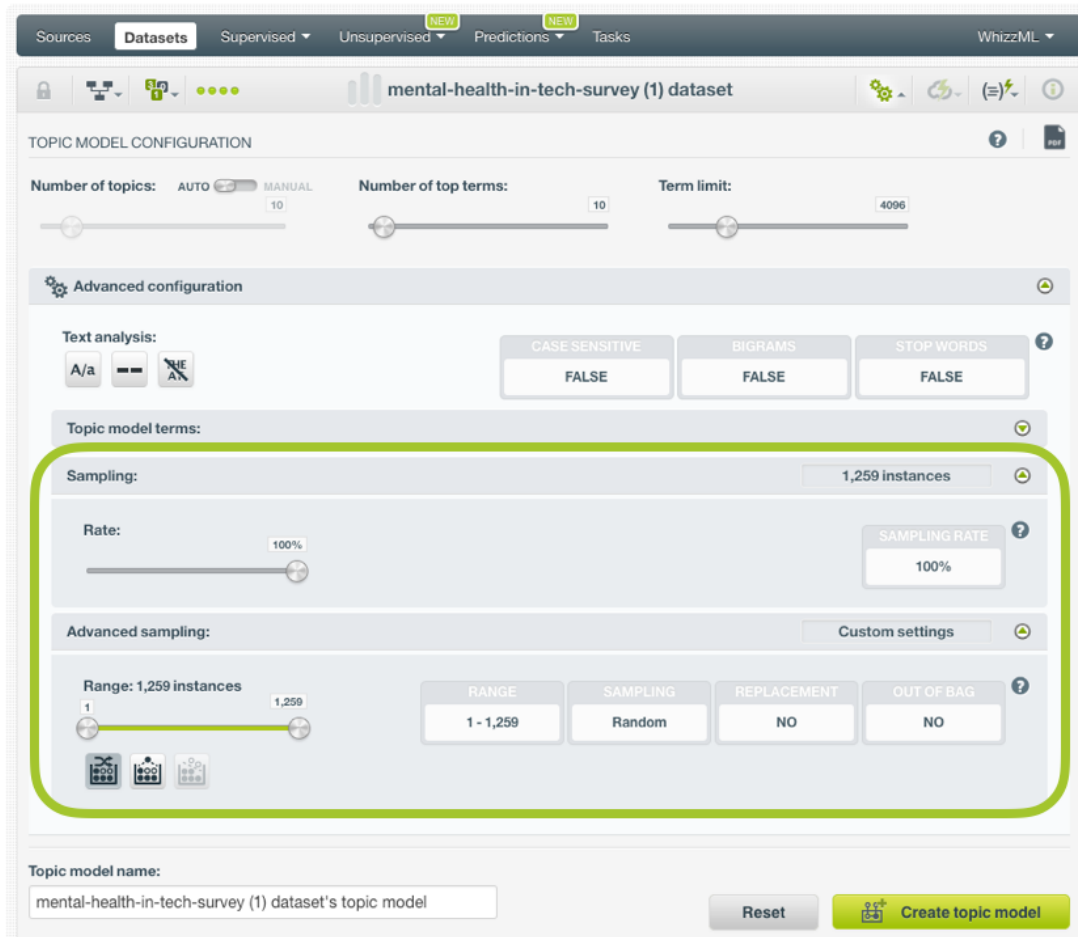 NEW NEW
Sources Datasets Supervised Unsupervised Predictions Tasks WhizzML
mental-health-in-tech-survey (1) dataset
TOPIC MODEL CONFIGURATION
PDF
Number of topics: AUTO MANUAL Number of top terms: Term limit:
10 10 4096
Advanced configuration
Text analysis:
CASE SENSITIVE BIGRAMS STOP WORDS
A/a THE A.. FALSE FALSE FALSE
Topic model terms:
Sampling: 1,259 instances
Rate:
100% SAMPLING RATE
100%
Advanced sampling: Custom settings
Range: 1,259 instances
1 1,259 RANGE SAMPLING REPLACEMENT OUT OF BAG
1 - 1,259 Random NO NO
Topic model name:
mental-health-in-tech-survey (1) dataset's topic model
Reset Create topic model